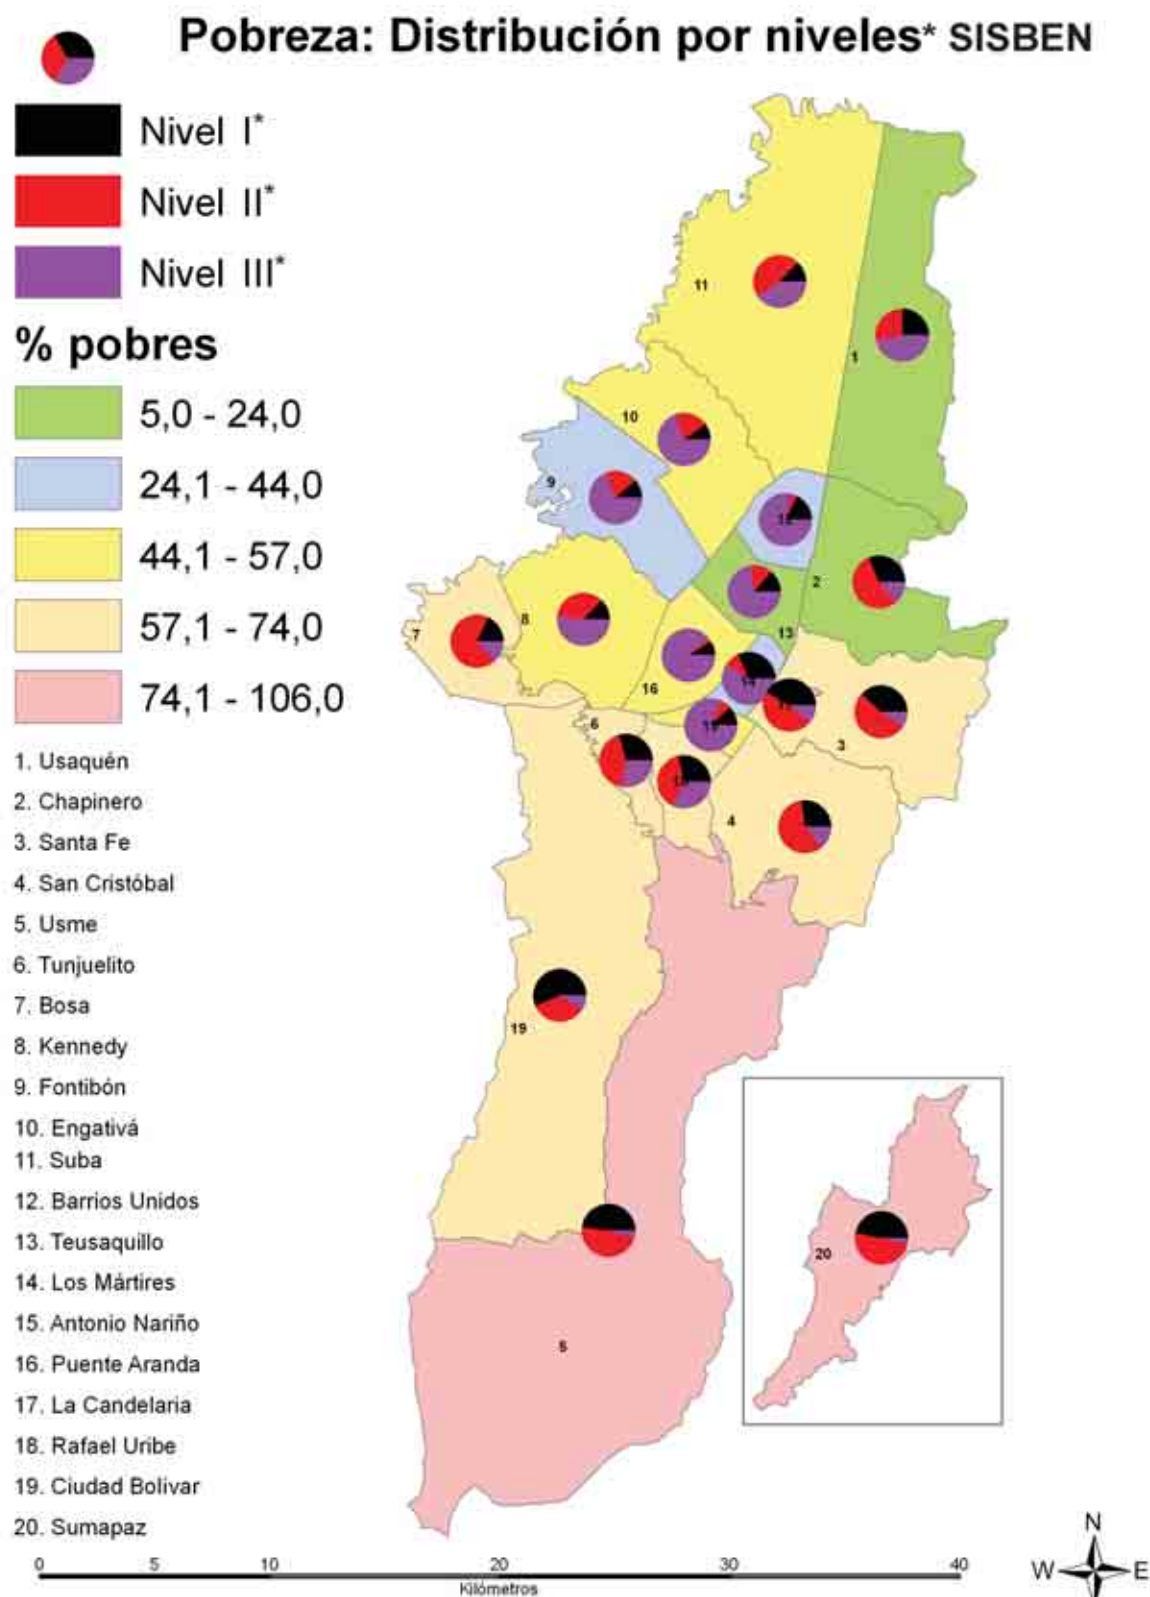 Pobreza: Distribución por niveles* SISBEN
Nivel I*
Nivel II*
Nivel III*
% pobres
5,0 - 24,0
24,1 - 44,0
44,1 - 57,0
57,1 - 74,0
74,1 - 106,0
1. Usaquén
2. Chapinero
3. Santa Fe
4. San Cristóbal
5. Usme
6. Tunjuelito
7. Bosa
8. Kennedy
9. Fontibón
10. Engativá
11. Suba
12. Barrios Unidos
13. Teusaquillo
14. Los Mártires
15. Antonio Nariño
16. Puente Aranda
17. La Candelaria
18. Rafael Uribe
19. Ciudad Bolivar
20. Sumapaz
11
1
10
9
12
2
8
7
13
16
14
6
15
3
18
4
19
20
5
0 5 10 20 30 40
Kilómetros
N
W E